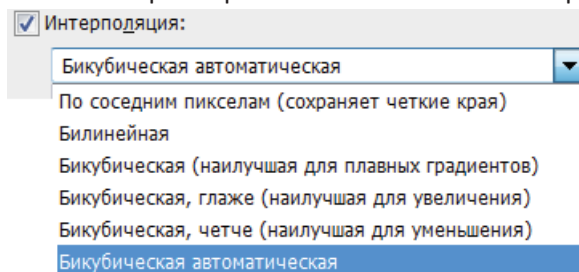 Интерполяция:
Бикубическая автоматическая
По соседним пикселам (сохраняет четкие края)
Билинейная
Бикубическая (наилучшая для плавных градиентов)
Бикубическая, глаже (наилучшая для увеличения)
Бикубическая, четче (наилучшая для уменьшения)
Бикубическая автоматическая